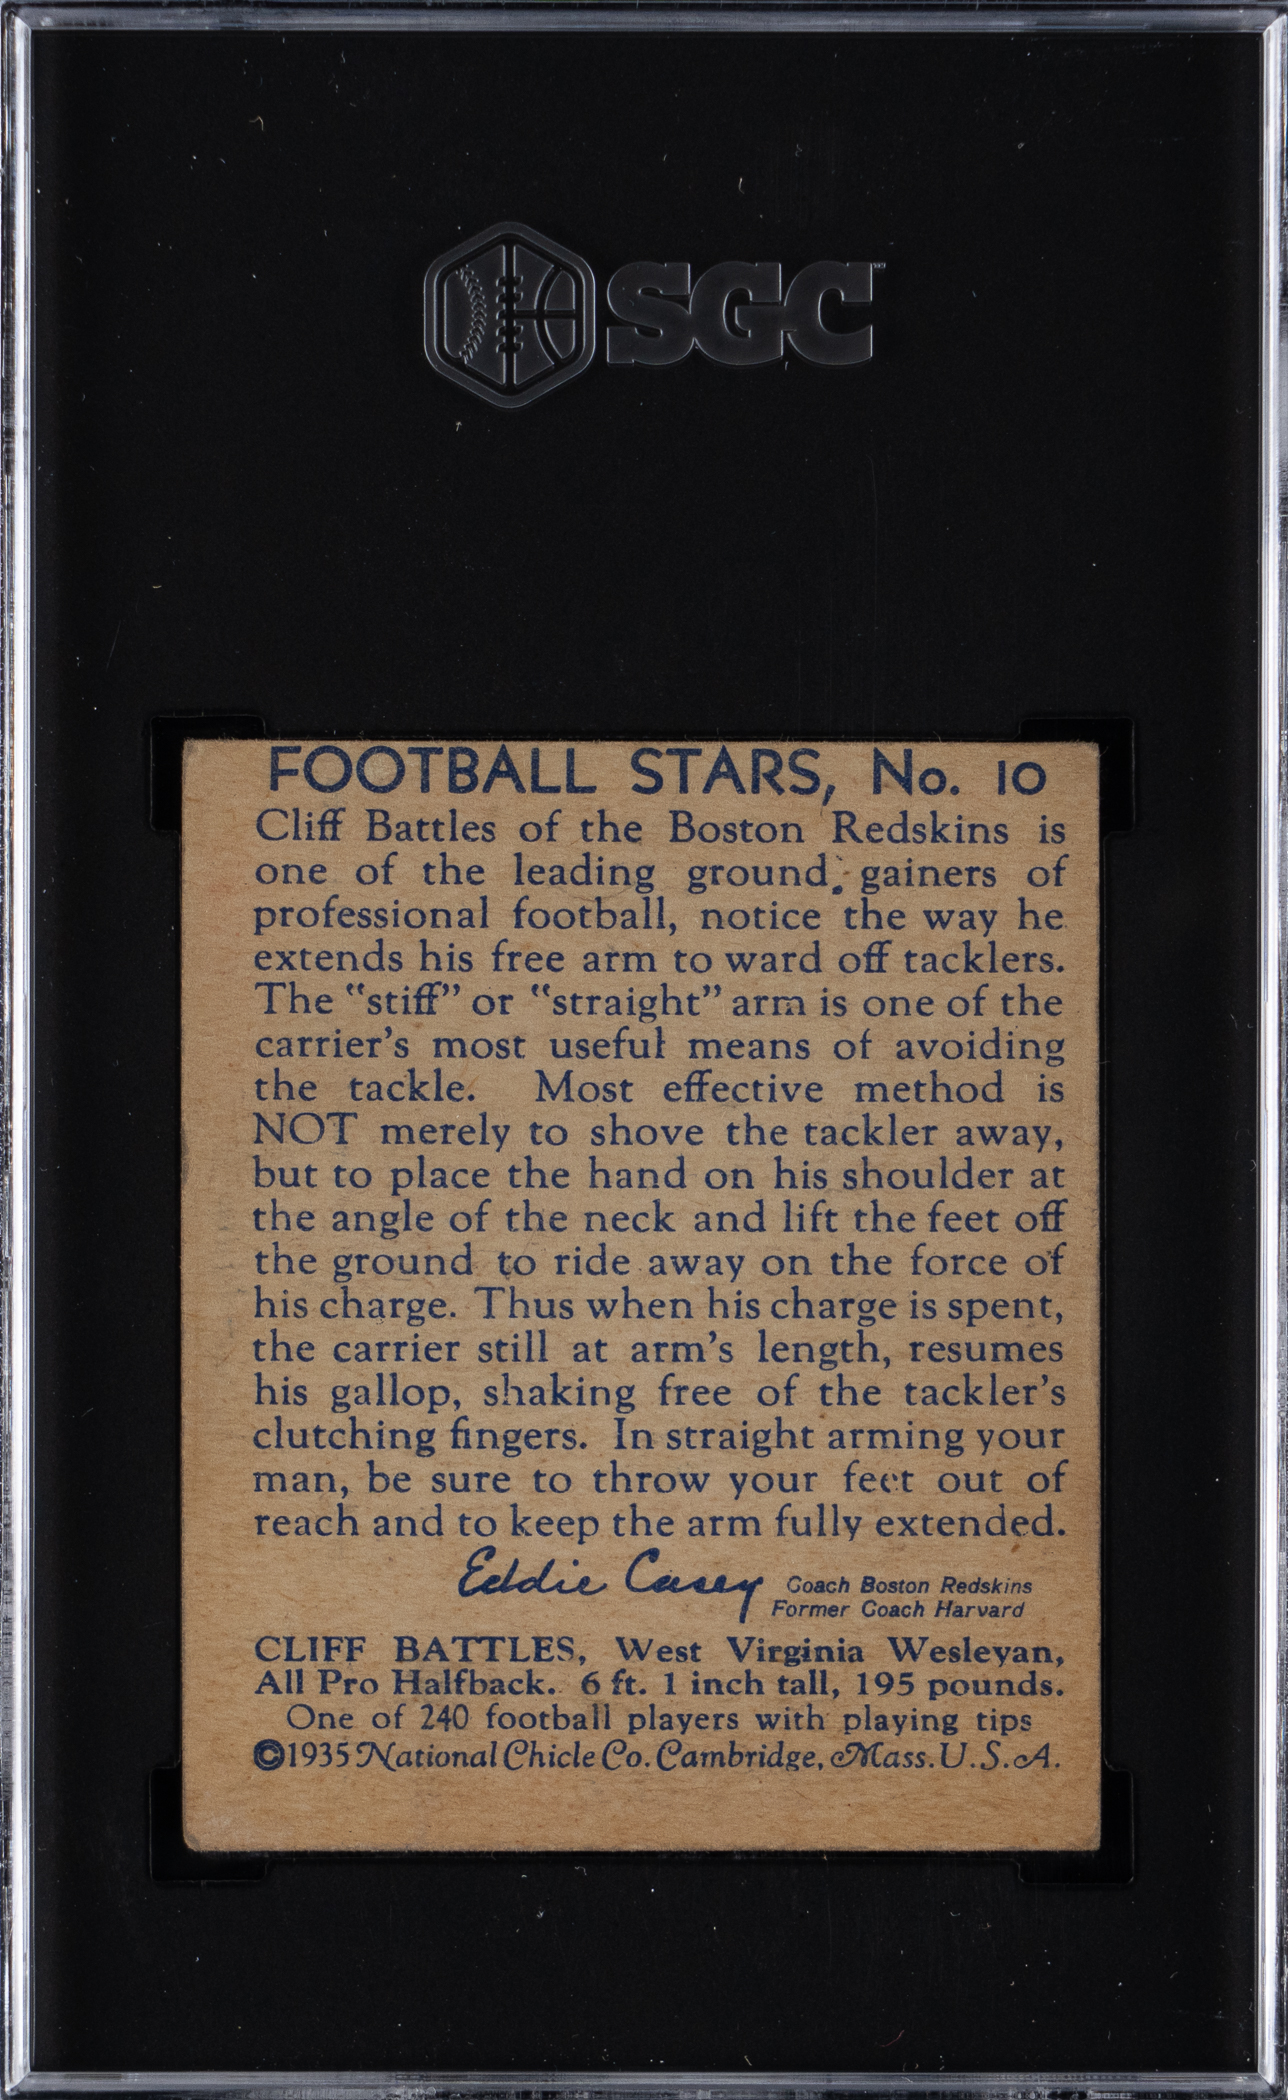 SGC
FOOTBALL STARS, No. 10
Cliff Battles of the Boston Redskins is
one of the leading ground gainers of
professional football, notice the way he
extends his free arm to ward off tacklers.
The "stiff" or "straight" arm is one of the
carrier's most useful means of avoiding
the tackle. Most effective method is
NOT merely to shove the tackler away,
but to place the hand on his shoulder at
the angle of the neck and lift the feet off
the ground to ride away on the force of
his charge. Thus when his charge is spent,
the carrier still at arm's length, resumes
his gallop, shaking free of the tackler's
clutching fingers. In straight arming your
man, be sure to throw your feet out of
reach and to keep the arm fully extended.
Eddie Casey Coach Boston Redskins
Former Coach Harvard
CLIFF BATTLES, West Virginia Wesleyan,
All Pro Halfback. 6 ft. 1 inch tall, 195 pounds.
One of 240 football players with playing tips
©1935 National Chicle Co. Cambridge, Mass. U.S.A.